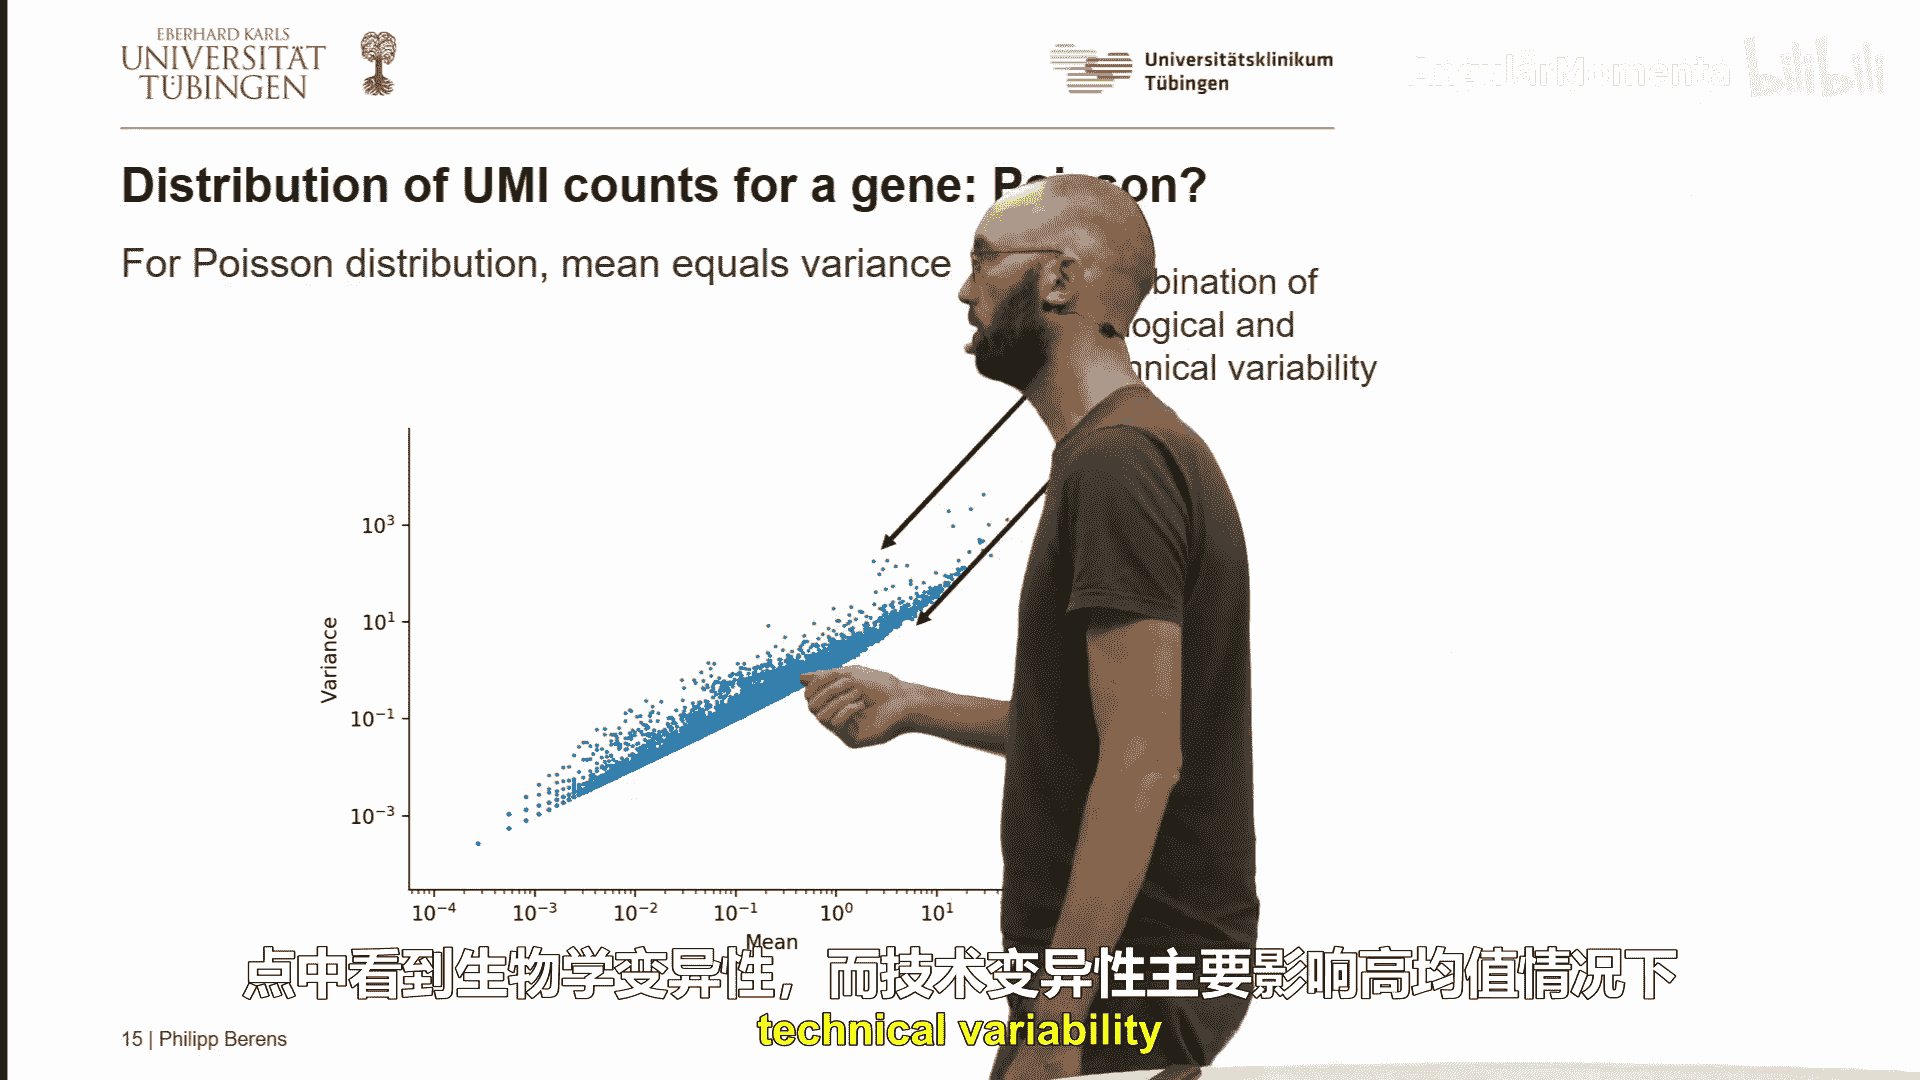 EBERHARD KARLS
UNIVERSITÄT
TÜBINGEN
Universitätsklinikum
Tübingen
bilibili
Distribution of UMI counts for a gene: Poisson?
For Poisson distribution, mean equals variance
bination of
ogical and
nical variability
10³
10¹
10⁻¹
10⁻³
Variance
10⁻⁴ 10⁻³ 10⁻² 10⁻¹ 10⁰ 10¹
Mean
点中看到生物学变异性，而技术变异性主要影响高均值情况下
technical variability
15 | Philipp Berens